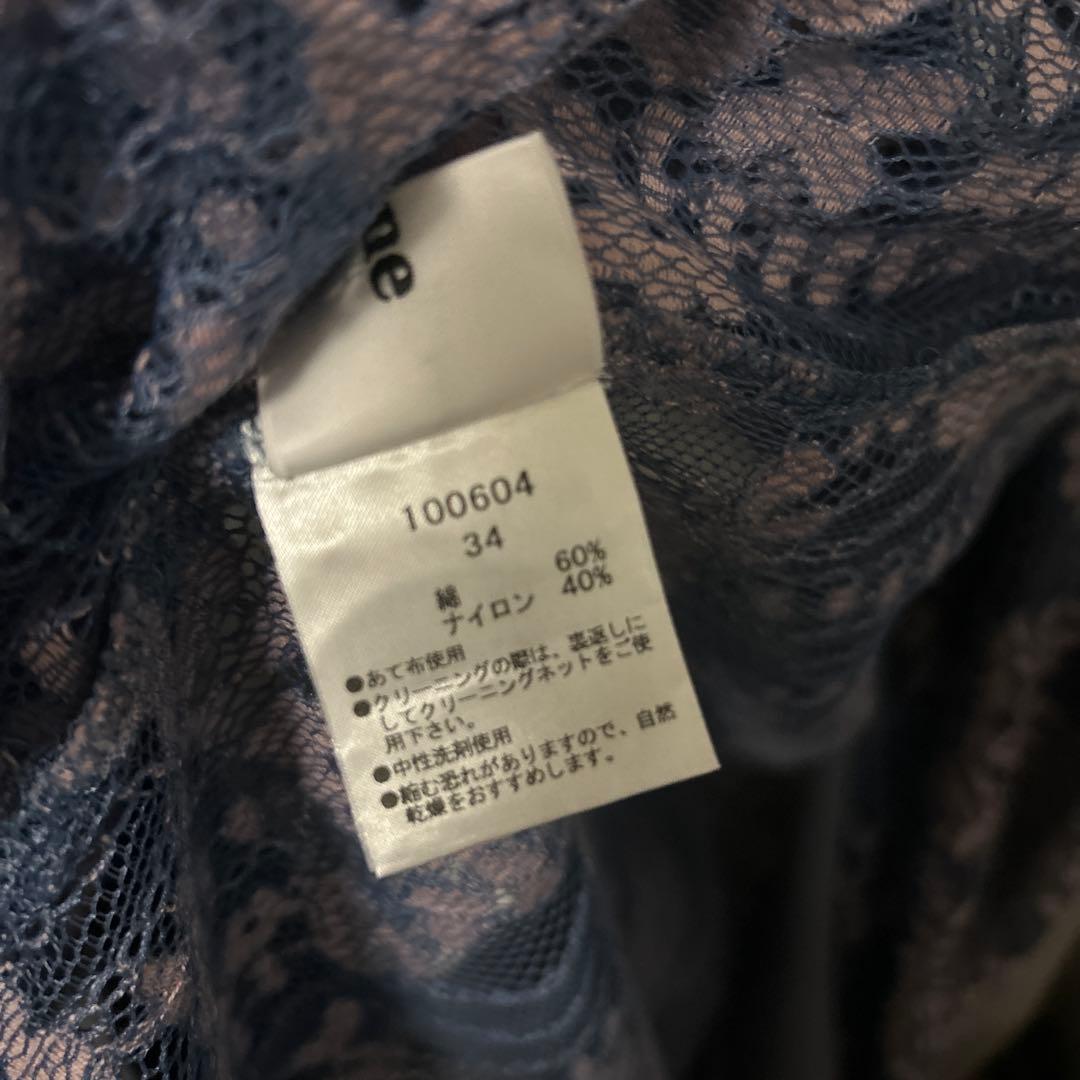 me
100604
34
綿 60%
ナイロン 40%
●あて布使用
●クリーニングの際は、裏返しに
してクリーニングネットをご使
用下さい。
●中性洗剤使用
●縮む恐れがありますので、自然
乾燥をおすすめします。